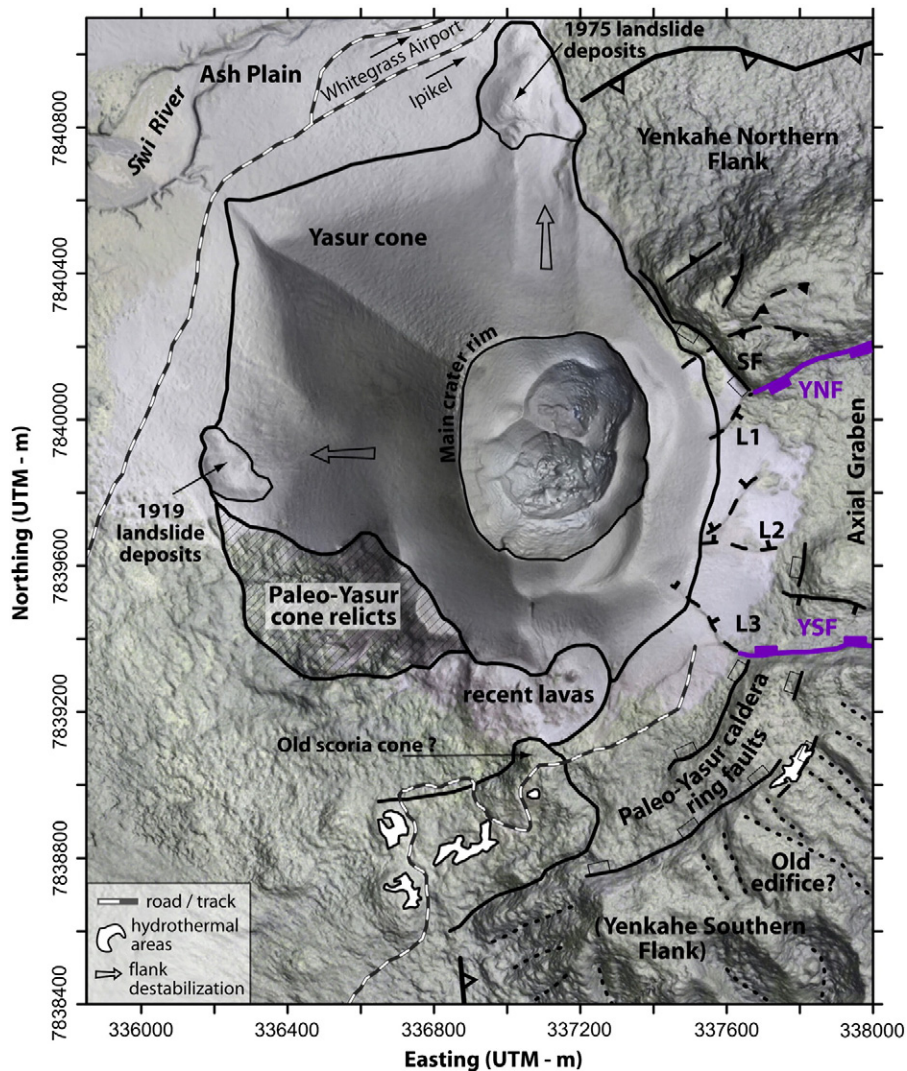 1975 landslide
deposits
Whitegrass Airport
Ash Plain
Ipikel
Siwi River
Yenkahe Northern
Flank
Yasur cone
Main crater rim
SF
YNF
L1
Axial Graben
1919
landslide
deposits
L2
Paleo-Yasur
cone relicts
L3
YSF
recent lavas
Old scoria cone ?
Paleo-Yasur caldera
ring faults
Old
edifice?
(Yenkahe Southern
Flank)
road / track
hydrothermal
areas
flank
destabilization
7840800
7840400
7840000
7839600
7839200
7838800
7838400
Northing (UTM - m)
336000 336400 336800 337200 337600 338000
Easting (UTM - m)